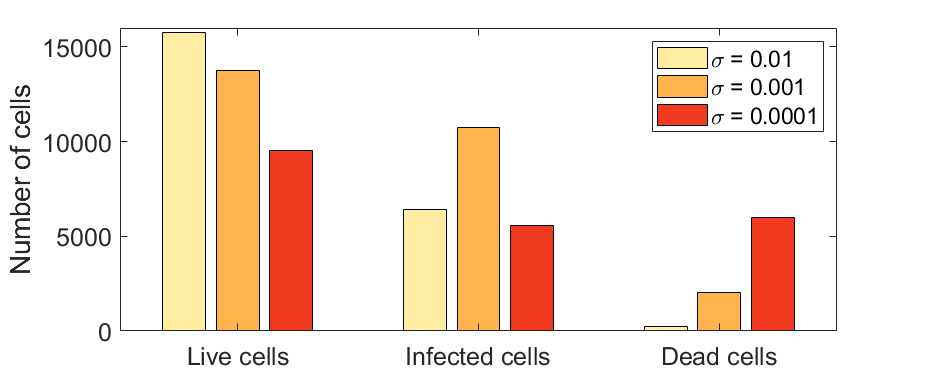 Number of cells
15000
10000
5000
0
Live cells
Infected cells
Dead cells
σ = 0.01
σ = 0.001
σ = 0.0001